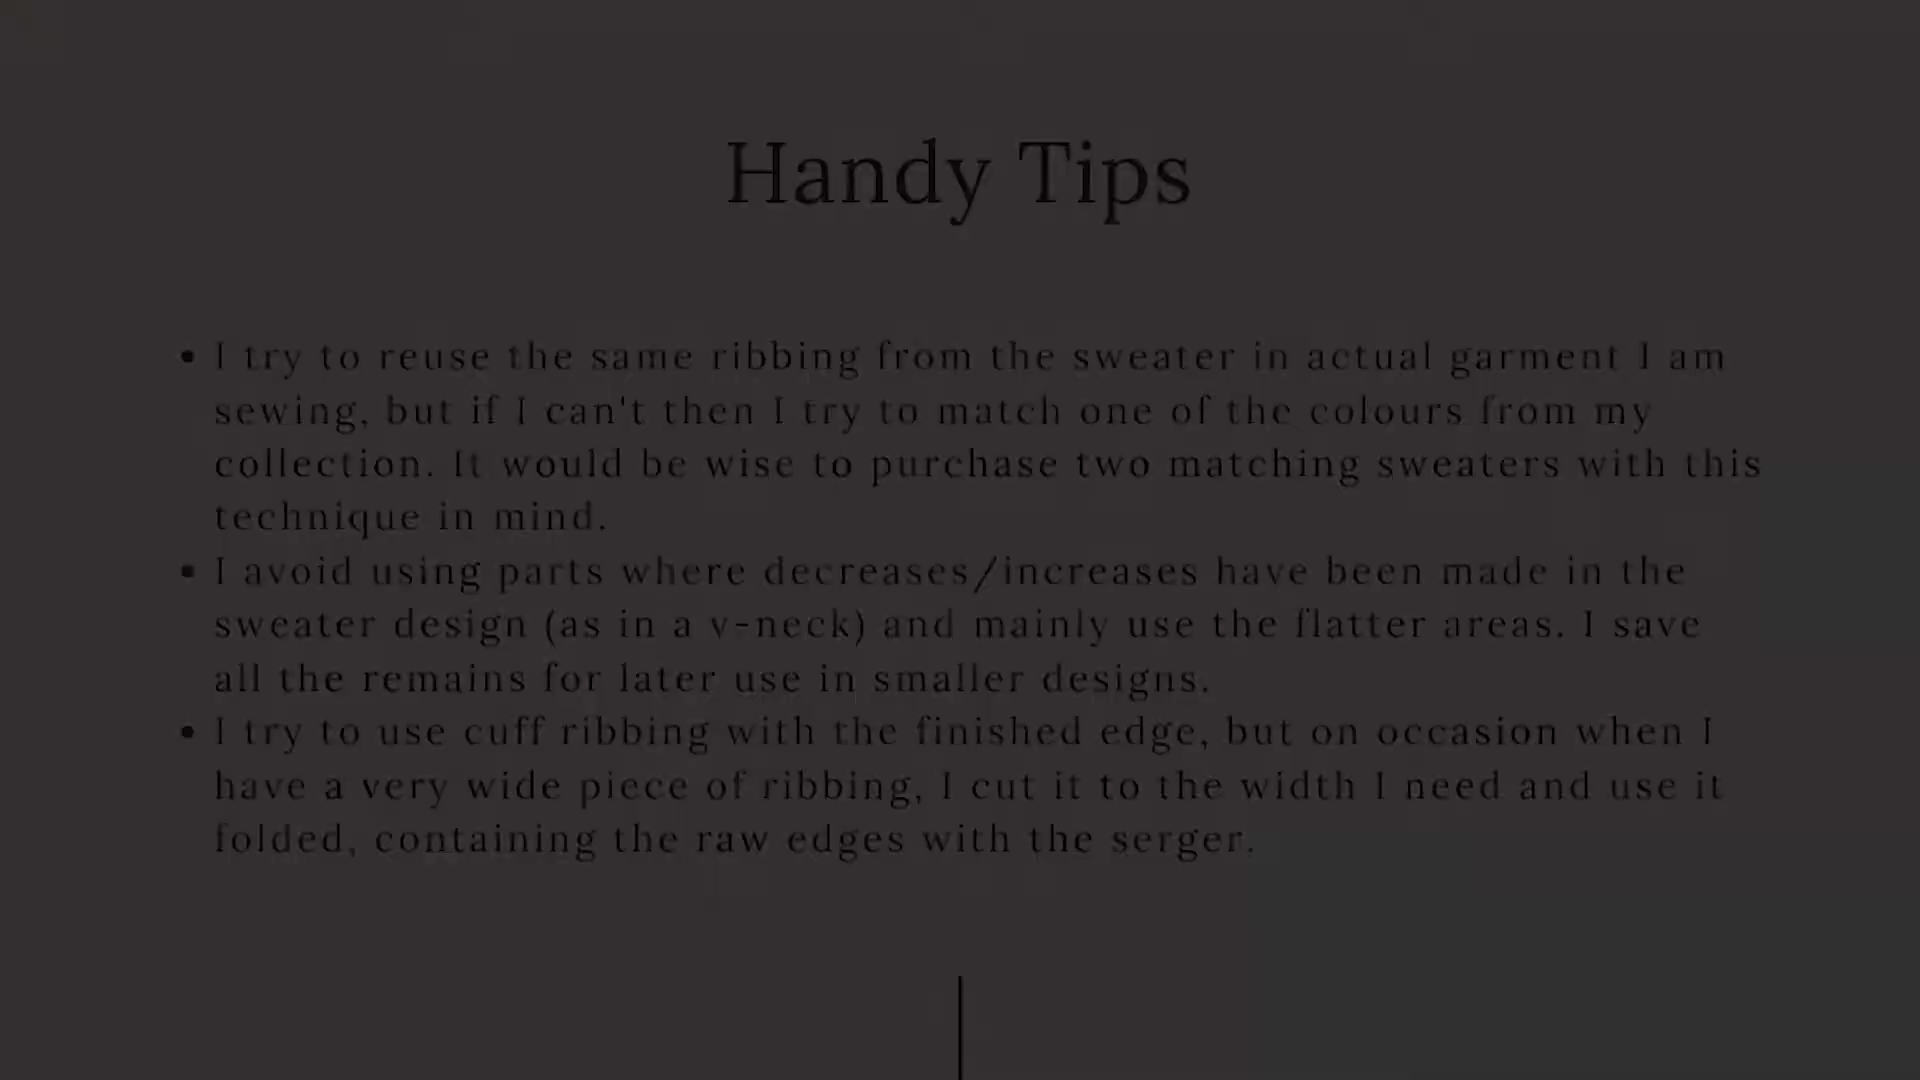 Handy Tips
• I try to reuse the same ribbing from the sweater in actual garment I am
sewing, but if I can't then I try to match one of the colours from my
collection. It would be wise to purchase two matching sweaters with this
technique in mind.
• I avoid using parts where decreases/increases have been made in the
sweater design (as in a v-neck) and mainly use the flatter areas. I save
all the remains for later use in smaller designs.
• I try to use cuff ribbing with the finished edge, but on occasion when I
have a very wide piece of ribbing, I cut it to the width I need and use it
folded, containing the raw edges with the serger.